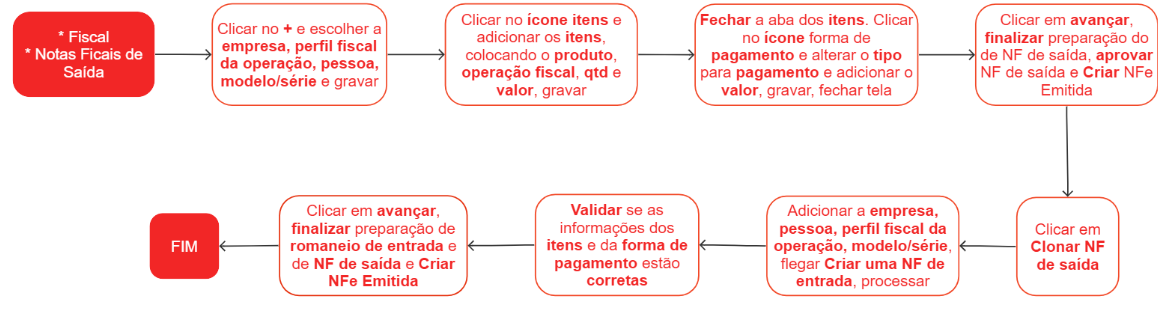 * Fiscal
* Notas Ficais de
Saída
Clicar no + e escolher a
empresa, perfil fiscal
da operação, pessoa,
modelo/série e gravar
Clicar no ícone itens e
adicionar os itens,
colocando o produto,
operação fiscal, qtd e
valor, gravar
Fechar a aba dos itens. Clicar
no ícone forma de
pagamento e alterar o tipo
para pagamento e adicionar o
valor, gravar, fechar tela
Clicar em avançar,
finalizar preparação do
de NF de saída, aprovar
NF de saída e Criar NFe
Emitida
Clicar em
Clonar NF
de saída
Adicionar a empresa,
pessoa, perfil fiscal da
operação, modelo/série,
flegar Criar uma NF de
entrada, processar
Validar se as
informações dos
itens e da forma de
pagamento estão
corretas
Clicar em avançar,
finalizar preparação de
romaneio de entrada e
de NF de saída e Criar
NFe Emitida
FIM